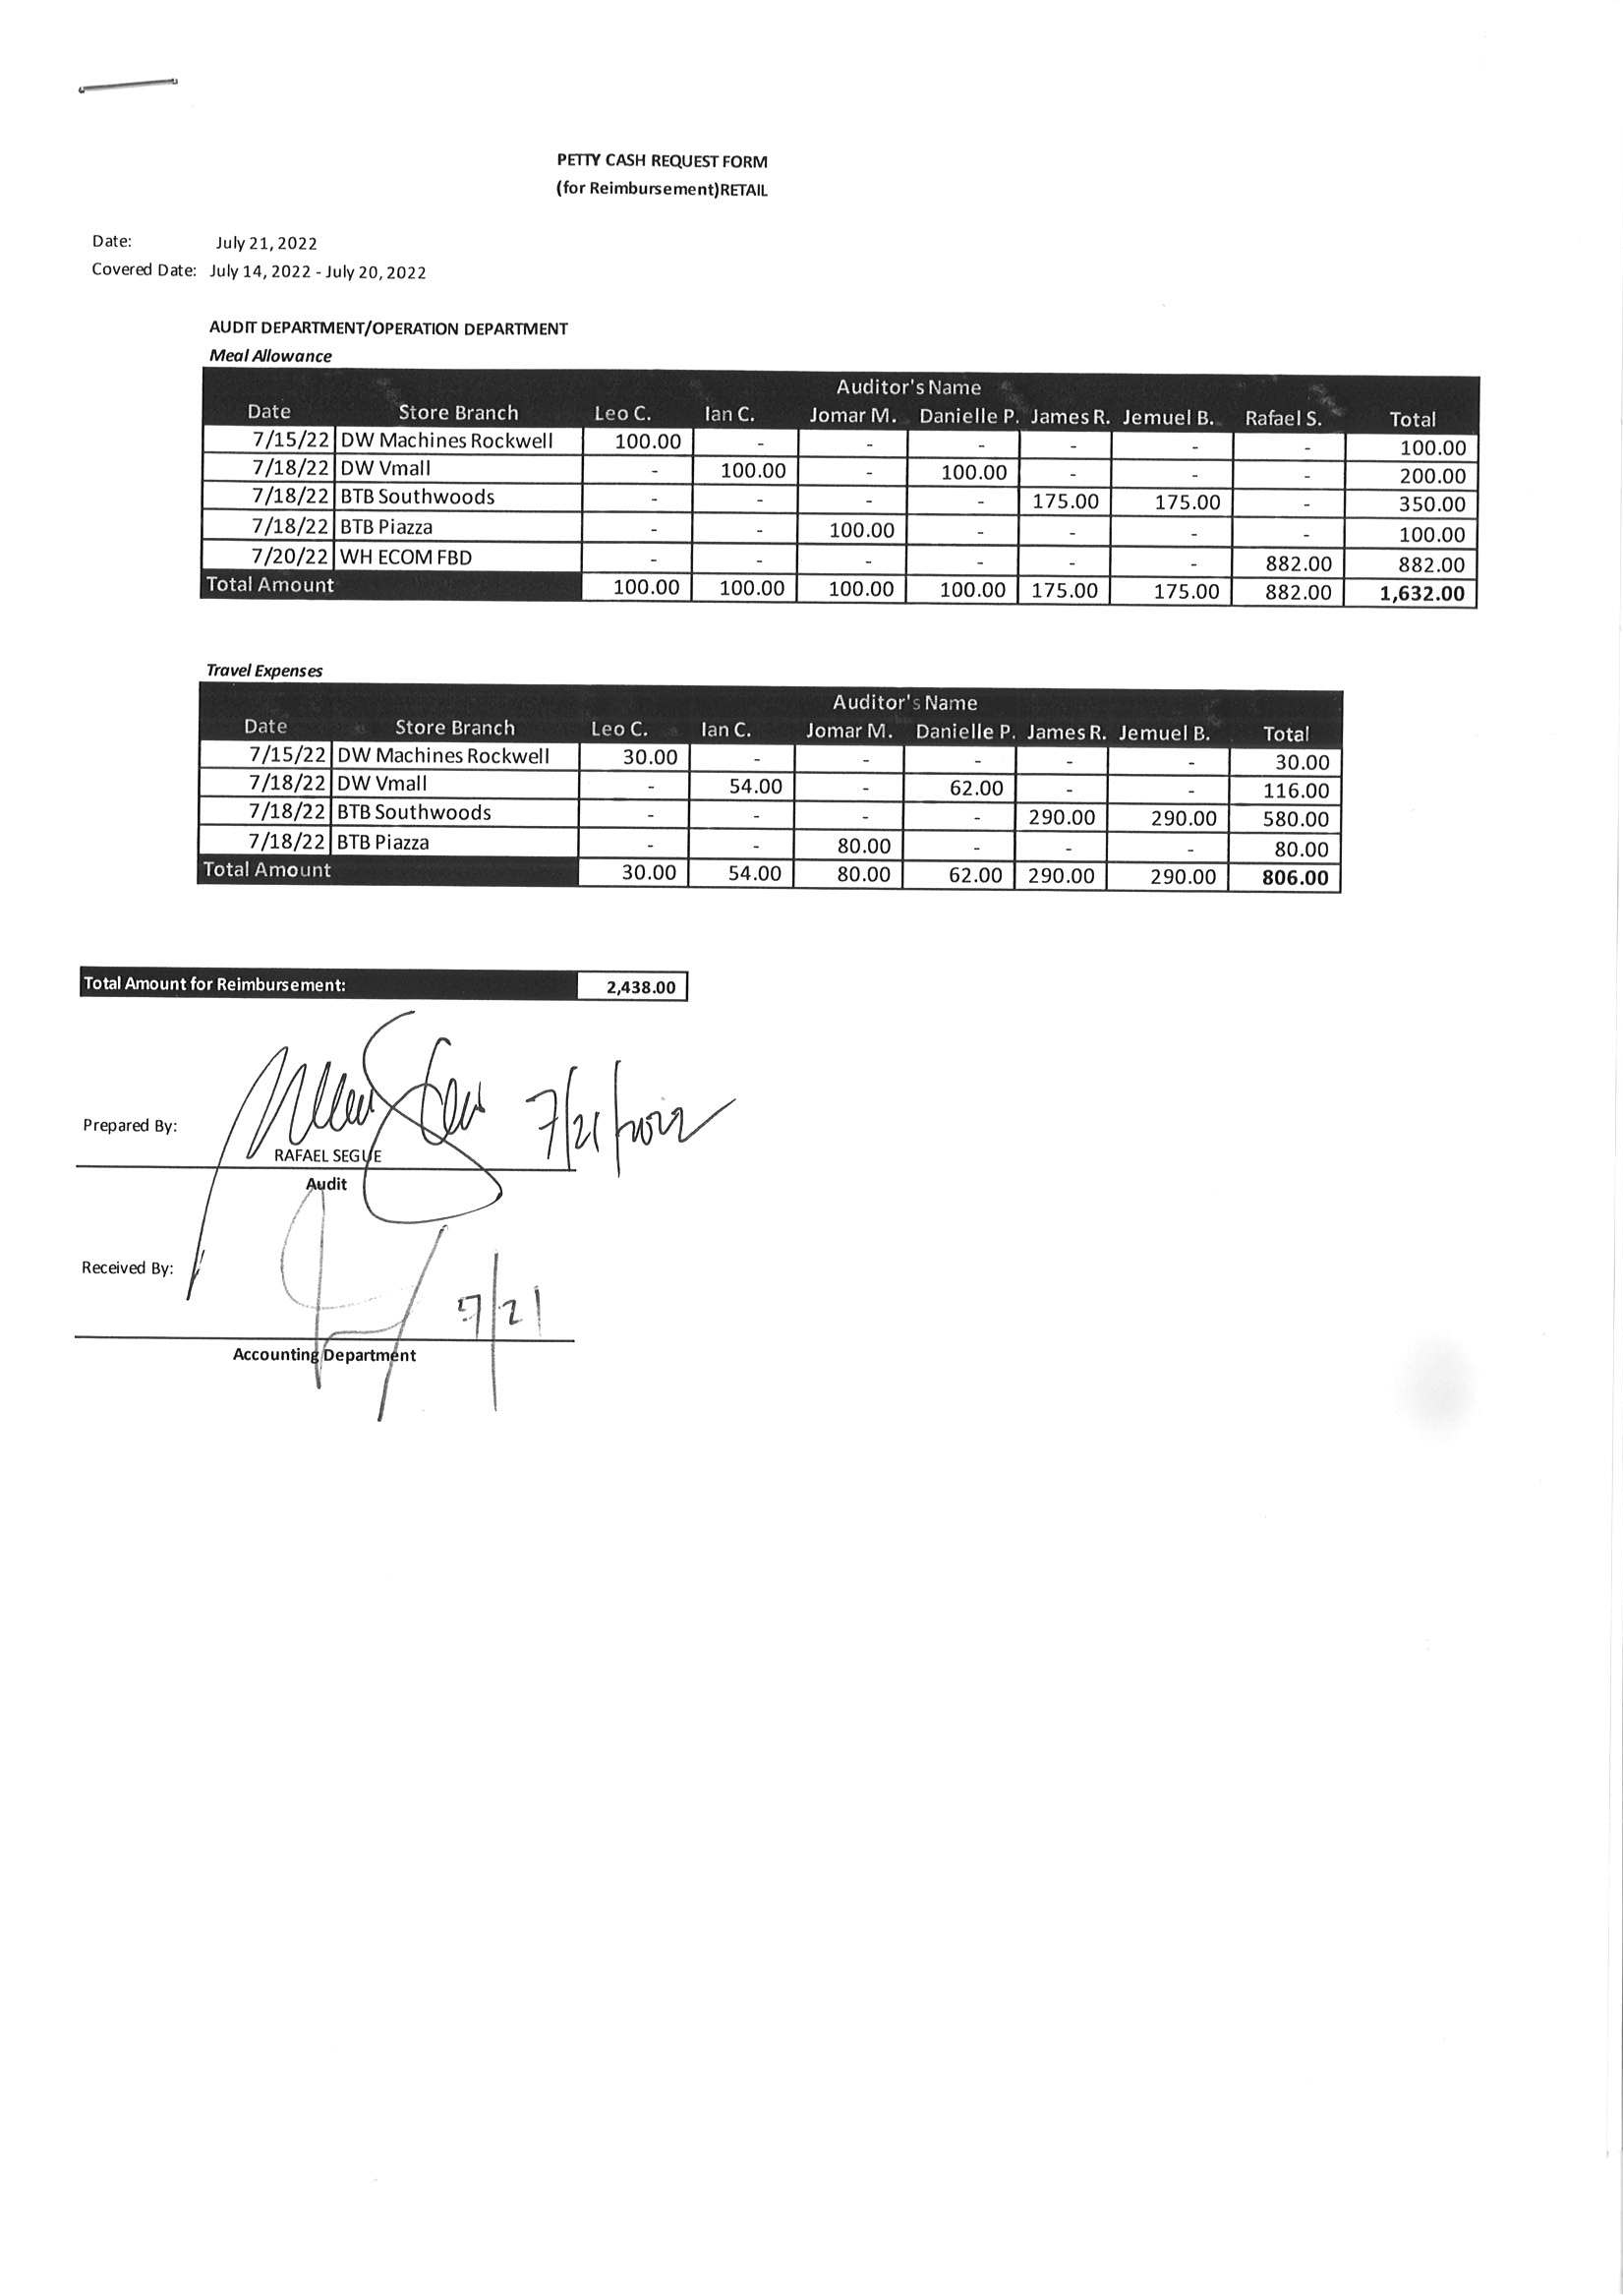 PETTY CASH REQUEST FORM
(for Reimbursement)RETAIL
Date: July 21, 2022
Covered Date: July 14, 2022 - July 20, 2022
AUDIT DEPARTMENT/OPERATION DEPARTMENT
Meal Allowance
Auditor's Name
Date Store Branch Leo C. Ian C. Jomar M. Danielle P. James R. Jemuel B. Rafael S. Total
7/15/22 DW Machines Rockwell 100.00 - - - - - - 100.00
7/18/22 DW Vmall - 100.00 - 100.00 - - - 200.00
7/18/22 BTB Southwoods - - - - 175.00 175.00 - 350.00
7/18/22 BTB Piazza - - 100.00 - - - - 100.00
7/20/22 WH ECOM FBD - - - - - - 882.00 882.00
Total Amount 100.00 100.00 100.00 100.00 175.00 175.00 882.00 1,632.00
Travel Expenses
Auditor's Name
Date Store Branch Leo C. Ian C. Jomar M. Danielle P. James R. Jemuel B. Total
7/15/22 DW Machines Rockwell 30.00 - - - - - 30.00
7/18/22 DW Vmall - 54.00 - 62.00 - - 116.00
7/18/22 BTB Southwoods - - - - 290.00 290.00 580.00
7/18/22 BTB Piazza - - 80.00 - - - 80.00
Total Amount 30.00 54.00 80.00 62.00 290.00 290.00 806.00
Total Amount for Reimbursement: 2,438.00
Prepared By: 7/21/2022
RAFAEL SEGUE
Audit
Received By: 7/21
Accounting Department